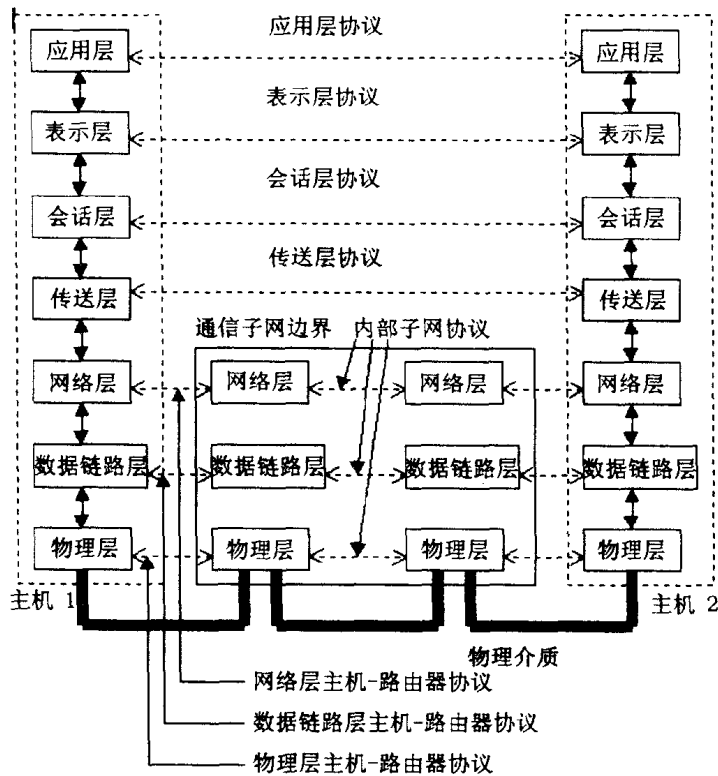 应用层协议
应用层
应用层
表示层协议
表示层
表示层
会话层协议
会话层
会话层
传送层协议
传送层
传送层
通信子网边界 内部子网协议
网络层
网络层
网络层
网络层
数据链路层
数据链路层
数据链路层
数据链路层
物理层
物理层
物理层
物理层
主机 1
主机 2
物理介质
网络层主机-路由器协议
数据链路层主机-路由器协议
物理层主机-路由器协议